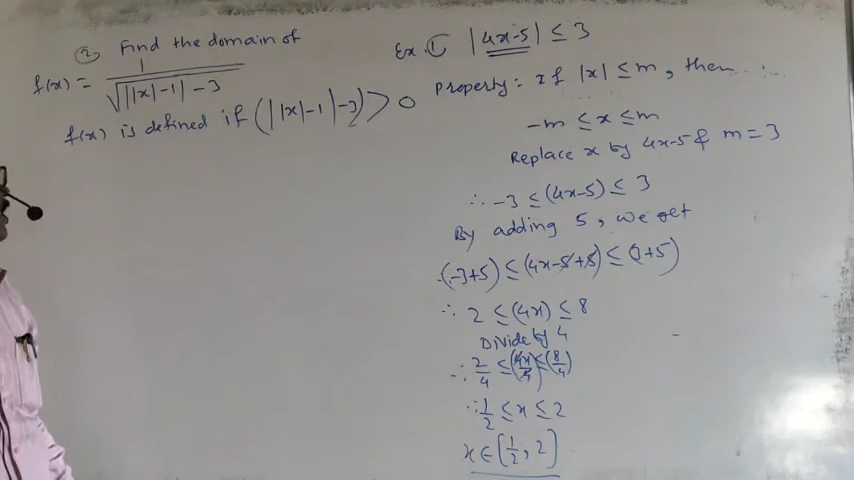 ② Find the domain of
f(x) = 1 / √(||x|-1| - 3)
f(x) is defined if (||x|-1|-3) > 0
Ex. ① |4x-5| ≤ 3
Property: If |x| ≤ m, then
-m ≤ x ≤ m
Replace x by 4x-5 & m = 3
∴ -3 ≤ (4x-5) ≤ 3
By adding 5, we get
(-3+5) ≤ (4x-5+5) ≤ (3+5)
∴ 2 ≤ (4x) ≤ 8
Divide by 4
∴ 2/4 ≤ (4x/4) ≤ (8/4)
∴ 1/2 ≤ x ≤ 2
x ∈ [1/2, 2]